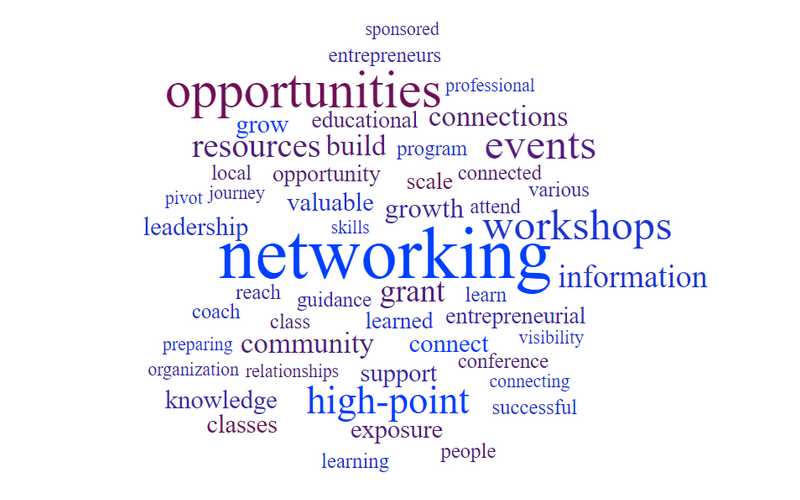 sponsored
entrepreneurs
opportunities professional
grow educational connections
resources build program events
local opportunity scale connected
pivot journey valuable growth attend various
leadership skills workshops
networking information
reach guidance grant learn
coach class learned entrepreneurial
preparing community connect visibility
organization relationships support conference connecting
knowledge high-point successful
classes exposure
learning people